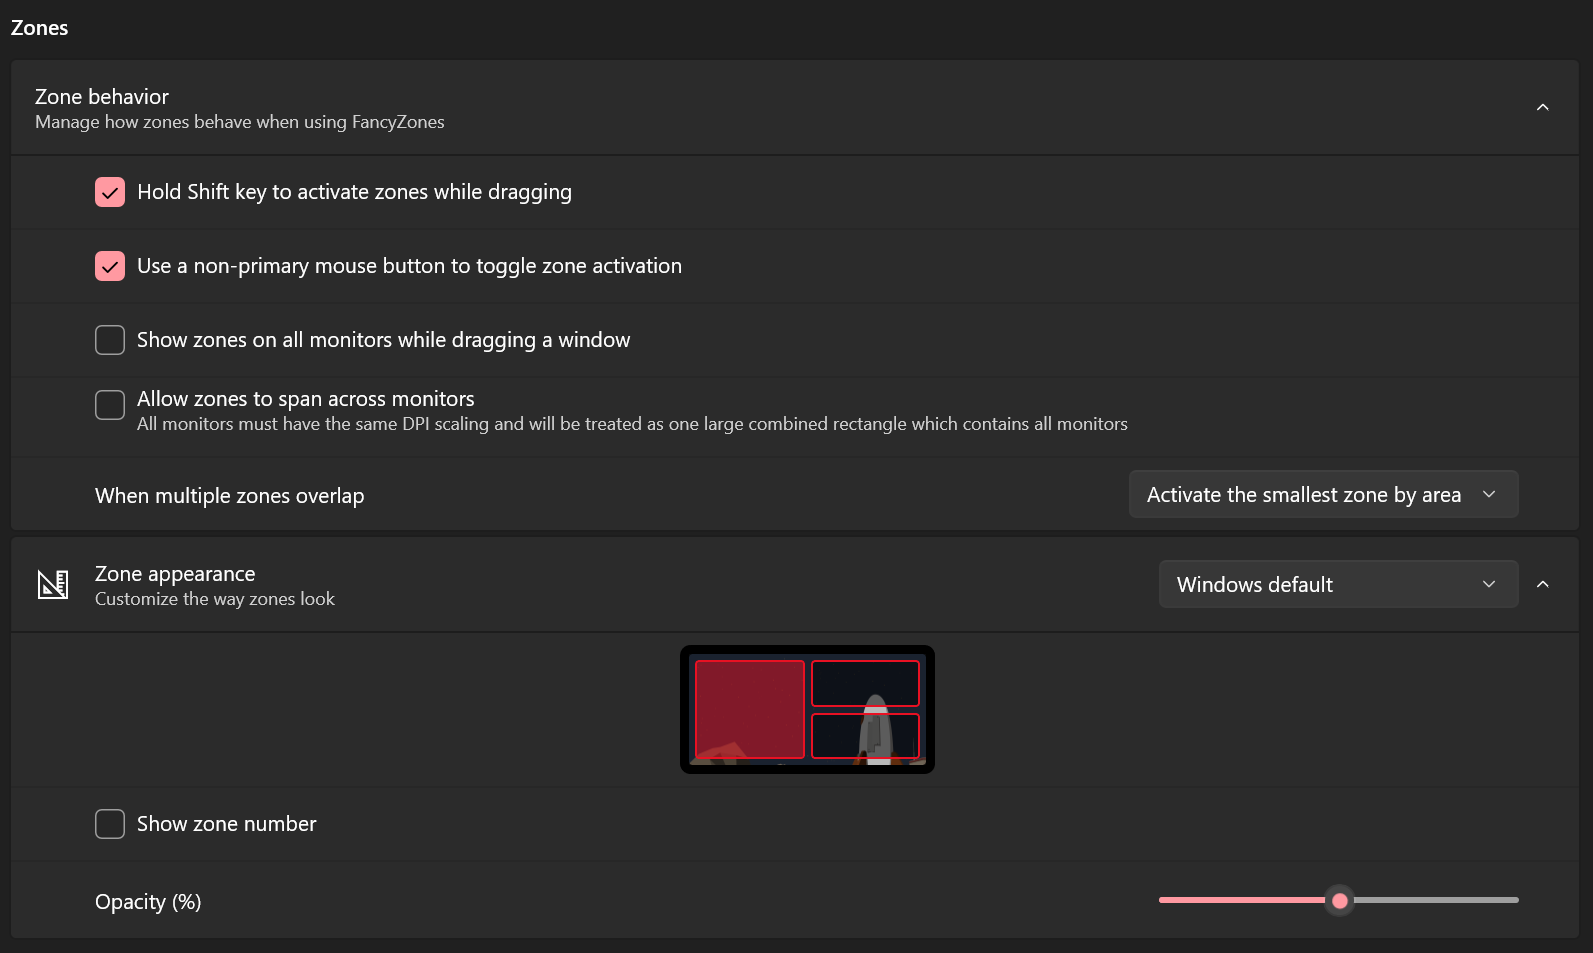 Zones
Zone behavior
Manage how zones behave when using FancyZones
Hold Shift key to activate zones while dragging
Use a non-primary mouse button to toggle zone activation
Show zones on all monitors while dragging a window
Allow zones to span across monitors
All monitors must have the same DPI scaling and will be treated as one large combined rectangle which contains all monitors
When multiple zones overlap
Activate the smallest zone by area
Zone appearance
Customize the way zones look
Windows default
Show zone number
Opacity (%)